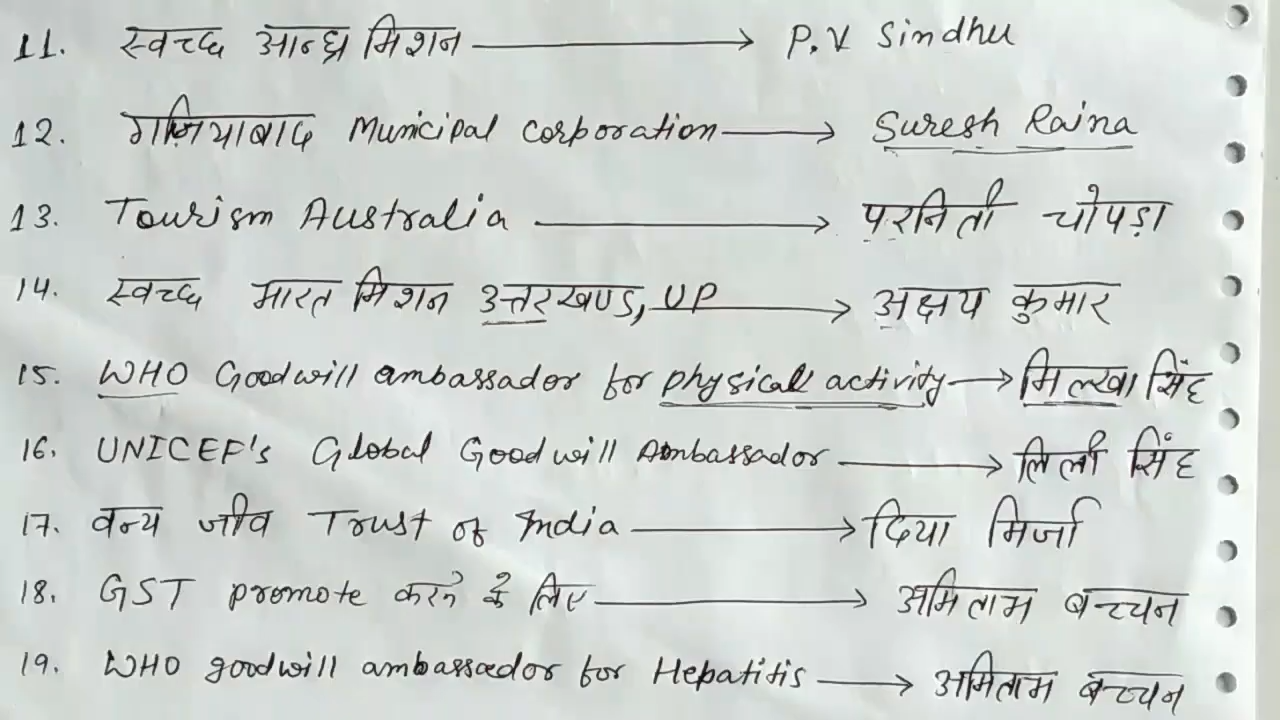 11. स्वच्छ आन्ध्र मिशन → P.V Sindhu
12. गाजियाबाद Municipal corporation → Suresh Raina
13. Tourism Australia → परनिती चोपड़ा
14. स्वच्छ भारत मिशन उत्तरखण्ड, UP → अक्षय कुमार
15. WHO Goodwill ambassador for physical activity → मिल्खा सिंह
16. UNICEF's Global Goodwill Ambassador → लिली सिंह
17. वन्य जीव Trust of India → दिया मिर्जा
18. GST promote करने के लिए → अमिताभ बच्चन
19. WHO goodwill ambassador for Hepatitis → अमिताभ बच्चन